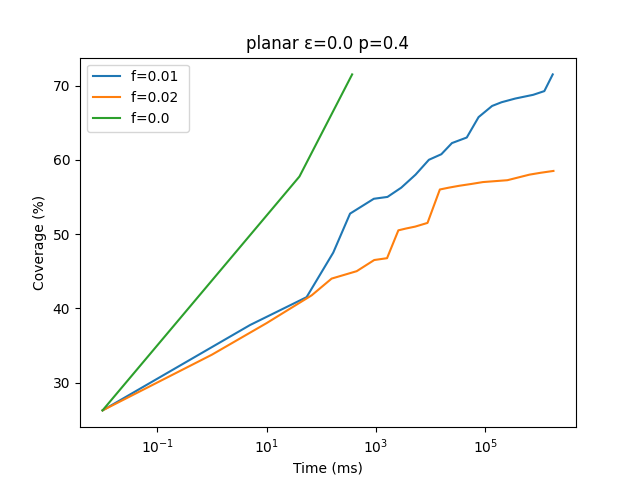 planar ε=0.0 p=0.4
f=0.01
f=0.02
f=0.0
70
60
50
40
30
Coverage (%)
10⁻¹ 10¹ 10³ 10⁵
Time (ms)